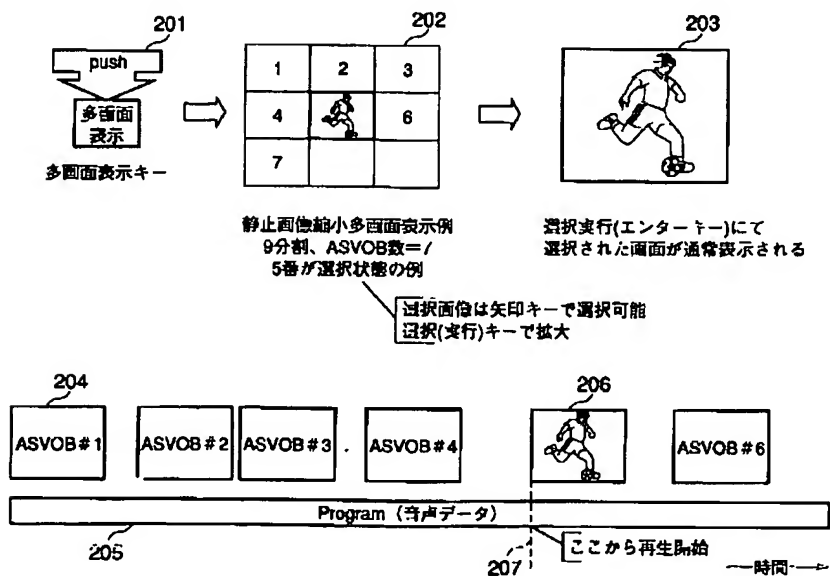 201
push
多画面
表示
多画面表示キー
202
1 2 3
4 6
7
静止画像縮小多画面表示例
9分割、ASVOB数=7
5番が選択状態の例
203
選択実行(エンターキー)にて
選択された画面が通常表示される
選択画像は矢印キーで選択可能
選択(実行)キーで拡大
204
ASVOB#1 ASVOB#2 ASVOB#3 ASVOB#4
206
ASVOB#6
Program (音声データ)
205
207
ここから再生開始
時間